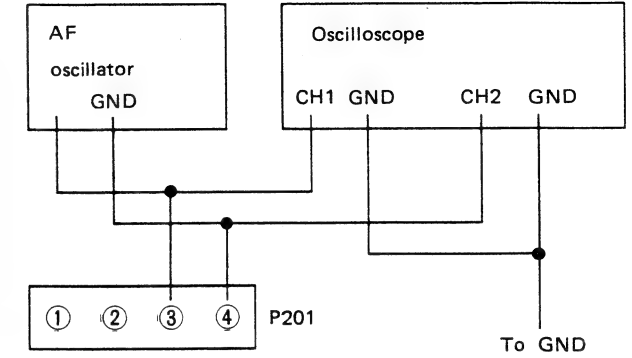 AF
oscillator
GND
Oscilloscope
CH1 GND CH2 GND
① ② ③ ④ P201
To GND